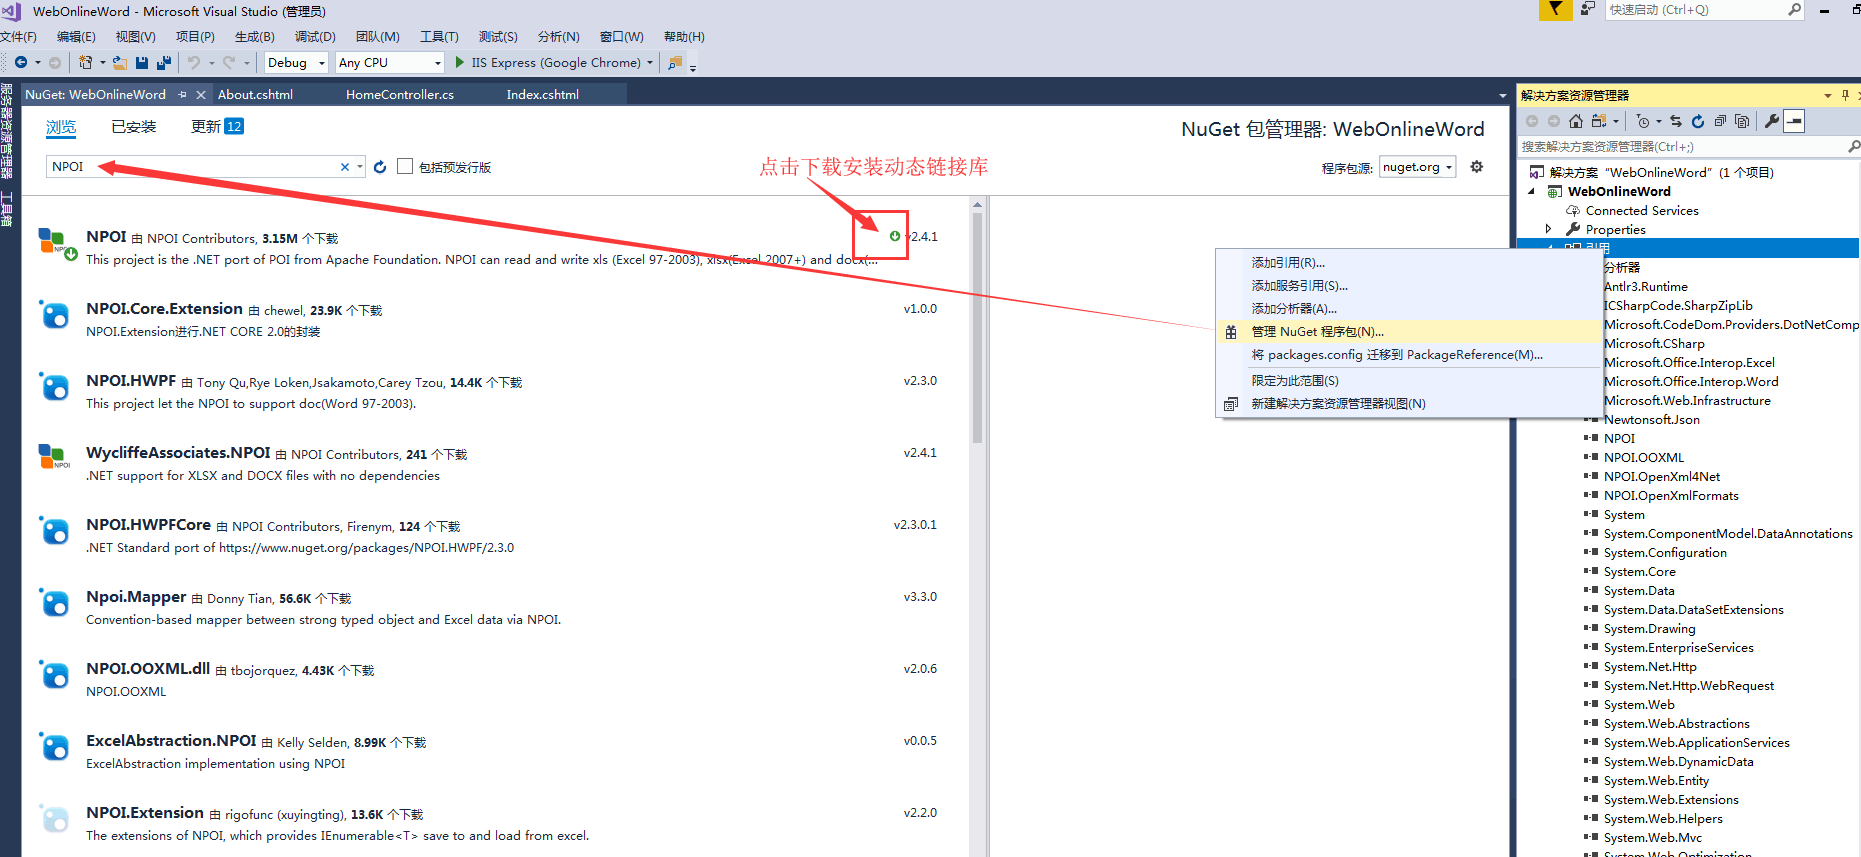 WebOnlineWord - Microsoft Visual Studio (管理员)
快速启动 (Ctrl+Q)
文件(F) 编辑(E) 视图(V) 项目(P) 生成(B) 调试(D) 团队(M) 工具(T) 测试(S) 分析(N) 窗口(W) 帮助(H)
Debug Any CPU IIS Express (Google Chrome)
服务器资源管理器
工具箱
NuGet: WebOnlineWord About.cshtml HomeController.cs Index.cshtml
浏览 已安装 更新 12
NuGet 包管理器: WebOnlineWord
NPOI
包括预发行版
点击下载安装动态链接库
程序包源: nuget.org
NPOI 由 NPOI Contributors, 3.15M 个下载
v2.4.1
This project is the .NET port of POI from Apache Foundation. NPOI can read and write xls (Excel 97-2003), xlsx(Excel 2007+) and docx(...
NPOI.Core.Extension 由 chewel, 23.9K 个下载
v1.0.0
NPOI.Extension进行.NET CORE 2.0的封装
NPOI.HWPF 由 Tony Qu,Rye Loken,Jsakamoto,Carey Tzou, 14.4K 个下载
v2.3.0
This project let the NPOI to support doc(Word 97-2003).
NPOI
WycliffeAssociates.NPOI 由 NPOI Contributors, 241 个下载
v2.4.1
.NET support for XLSX and DOCX files with no dependencies
NPOI.HWPFCore 由 NPOI Contributors, Firenym, 124 个下载
v2.3.0.1
.NET Standard port of https://www.nuget.org/packages/NPOI.HWPF/2.3.0
Npoi.Mapper 由 Donny Tian, 56.6K 个下载
v3.3.0
Convention-based mapper between strong typed object and Excel data via NPOI.
NPOI.OOXML.dll 由 tbojorquez, 4.43K 个下载
v2.0.6
NPOI.OOXML
ExcelAbstraction.NPOI 由 Kelly Selden, 8.99K 个下载
v0.0.5
ExcelAbstraction implementation using NPOI
NPOI.Extension 由 rigofunc (xuyingting), 13.6K 个下载
v2.2.0
The extensions of NPOI, which provides IEnumerable<T> save to and load from excel.
添加引用(R)...
添加服务引用(S)...
添加分析器(A)...
管理 NuGet 程序包(N)...
将 packages.config 迁移到 PackageReference(M)...
限定为此范围(S)
新建解决方案资源管理器视图(N)
解决方案资源管理器
搜索解决方案资源管理器(Ctrl+;)
解决方案 "WebOnlineWord" (1 个项目)
WebOnlineWord
Connected Services
Properties
引用
分析器
Antlr3.Runtime
ICSharpCode.SharpZipLib
Microsoft.CodeDom.Providers.DotNetComp
Microsoft.CSharp
Microsoft.Office.Interop.Excel
Microsoft.Office.Interop.Word
Microsoft.Web.Infrastructure
Newtonsoft.Json
NPOI
NPOI.OOXML
NPOI.OpenXml4Net
NPOI.OpenXmlFormats
System
System.ComponentModel.DataAnnotations
System.Configuration
System.Core
System.Data
System.Data.DataSetExtensions
System.Drawing
System.EnterpriseServices
System.Net.Http
System.Net.Http.WebRequest
System.Web
System.Web.Abstractions
System.Web.ApplicationServices
System.Web.DynamicData
System.Web.Entity
System.Web.Extensions
System.Web.Helpers
System.Web.Mvc
System.Web.Optimization